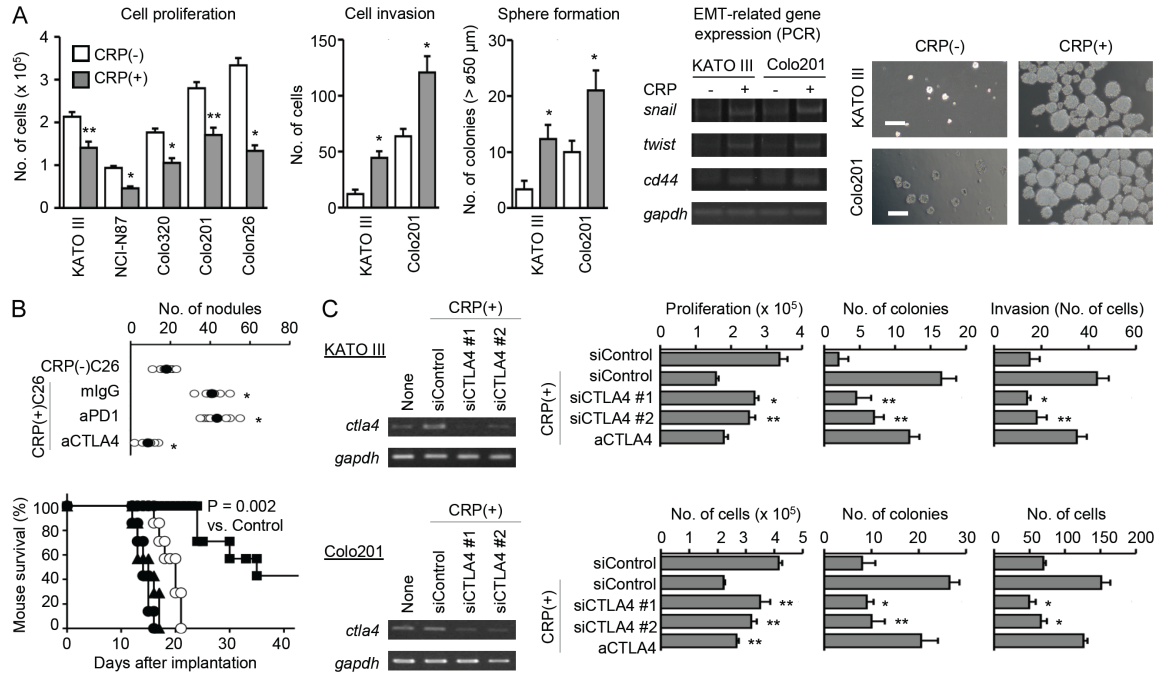 A
Cell proliferation
No. of cells (x 10⁵)
4
3
2
1
0
CRP(-)
CRP(+)
**
*
*
**
*
KATO III
NCI-N87
Colo320
Colo201
Colon26
Cell invasion
No. of cells
150
100
50
0
*
*
KATO III
Colo201
Sphere formation
No. of colonies (> ø50 µm)
30
20
10
0
*
*
KATO III
Colo201
EMT-related gene
expression (PCR)
KATO III Colo201
CRP - + - +
snail
twist
cd44
gapdh
CRP(-) CRP(+)
KATO III
Colo201
B
No. of nodules
0 20 40 60 80
CRP(-)C26
CRP(+)C26
mIgG *
aPD1 *
aCTLA4 *
Mouse survival (%)
100
80
60
40
20
0
P = 0.002
vs. Control
0 10 20 30 40
Days after implantation
C
KATO III
CRP(+)
None
siControl
siCTLA4 #1
siCTLA4 #2
ctla4
gapdh
Proliferation (x 10⁵) No. of colonies Invasion (No. of cells)
0 1 2 3 4 0 5 10 15 20 0 20 40 60
siControl
CRP(+)
siControl
siCTLA4 #1 * ** *
siCTLA4 #2 ** ** **
aCTLA4
Colo201
CRP(+)
None
siControl
siCTLA4 #1
siCTLA4 #2
ctla4
gapdh
No. of cells (x 10⁵) No. of colonies No. of cells
0 1 2 3 4 5 0 10 20 30 0 50 100 150 200
siControl
CRP(+)
siControl
siCTLA4 #1 ** * *
siCTLA4 #2 ** ** *
aCTLA4 **